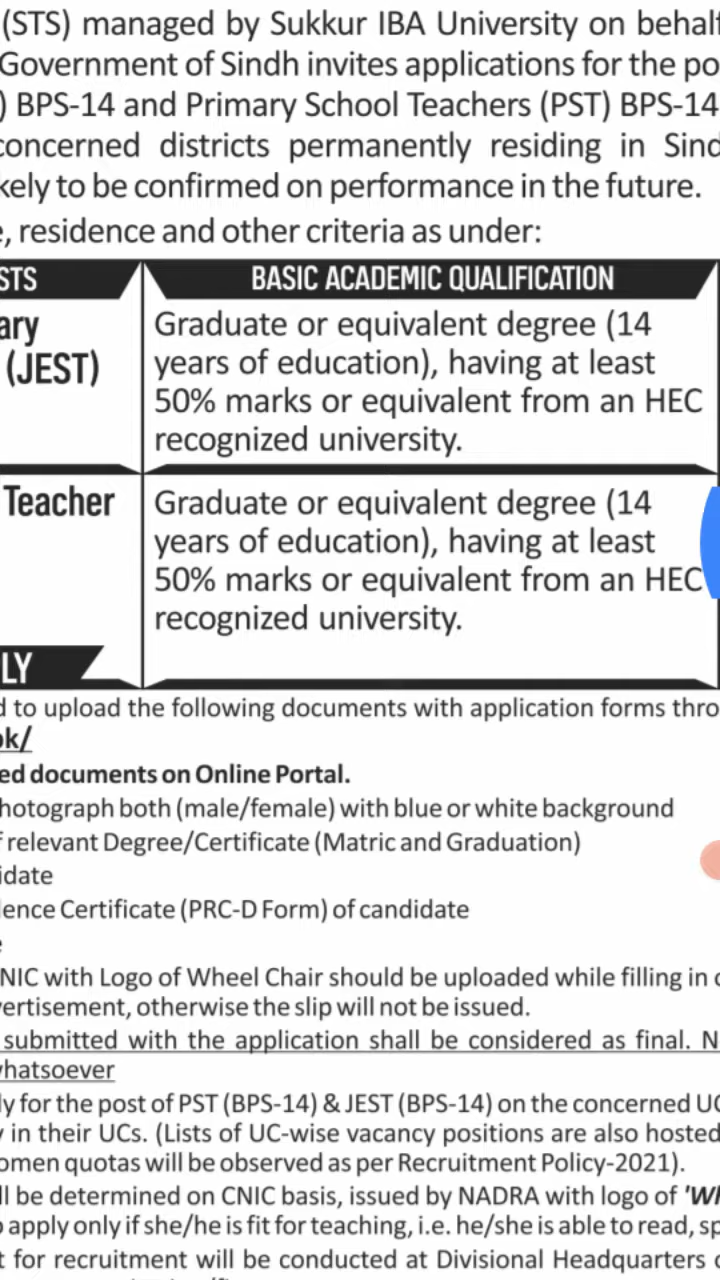 (STS) managed by Sukkur IBA University on behalf
Government of Sindh invites applications for the po
) BPS-14 and Primary School Teachers (PST) BPS-14
concerned districts permanently residing in Sind
kely to be confirmed on performance in the future.
e, residence and other criteria as under:
STS
BASIC ACADEMIC QUALIFICATION
ary
(JEST)
Graduate or equivalent degree (14
years of education), having at least
50% marks or equivalent from an HEC
recognized university.
Teacher
Graduate or equivalent degree (14
years of education), having at least
50% marks or equivalent from an HEC
recognized university.
LY
d to upload the following documents with application forms thro
ok/
ed documents on Online Portal.
hotograph both (male/female) with blue or white background
f relevant Degree/Certificate (Matric and Graduation)
idate
lence Certificate (PRC-D Form) of candidate
e
NIC with Logo of Wheel Chair should be uploaded while filling in o
vertisement, otherwise the slip will not be issued.
submitted with the application shall be considered as final. N
whatsoever
ly for the post of PST (BPS-14) & JEST (BPS-14) on the concerned UC
y in their UCs. (Lists of UC-wise vacancy positions are also hosted
omen quotas will be observed as per Recruitment Policy-2021).
ll be determined on CNIC basis, issued by NADRA with logo of 'Wh
o apply only if she/he is fit for teaching, i.e. he/she is able to read, sp
t for recruitment will be conducted at Divisional Headquarters o